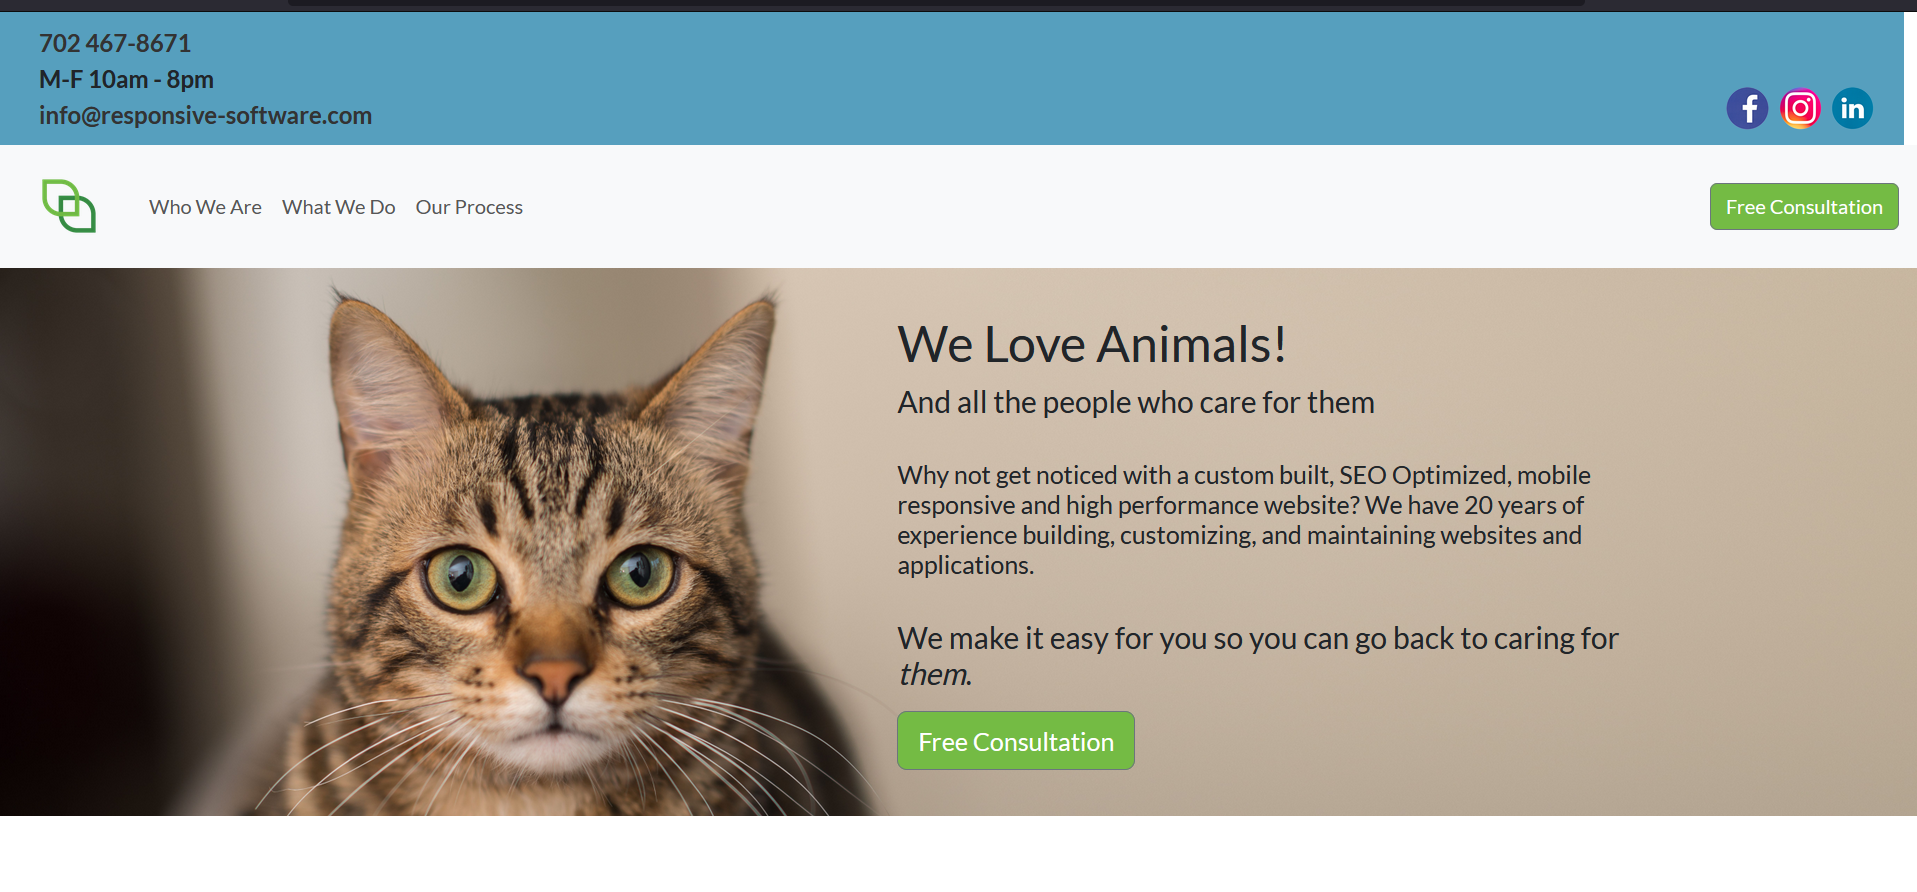 702 467-8671
M-F 10am - 8pm
info@responsive-software.com
Who We Are What We Do Our Process
Free Consultation
We Love Animals!
And all the people who care for them
Why not get noticed with a custom built, SEO Optimized, mobile
responsive and high performance website? We have 20 years of
experience building, customizing, and maintaining websites and
applications.
We make it easy for you so you can go back to caring for
them.
Free Consultation